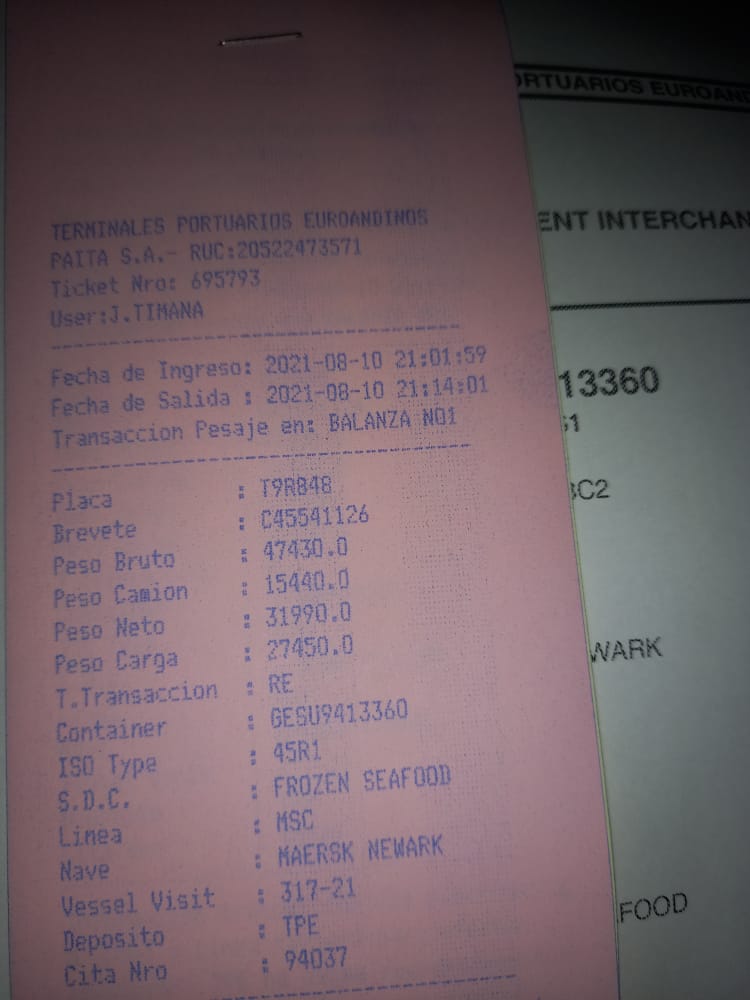 TERMINALES PORTUARIOS EUROANDINOS
PAITA S.A.- RUC:20522473571
Ticket Nro: 695793
User:J.TIMANA
Fecha de Ingreso: 2021-08-10 21:01:59
Fecha de Salida : 2021-08-10 21:14:01
Transaccion Pesaje en: BALANZA NO1
Placa : T9R848
Brevete : C45541126
Peso Bruto : 47430.0
Peso Camion : 15440.0
Peso Neto : 31990.0
Peso Carga : 27450.0
T.Transaccion : RE
Container : GESU9413360
ISO Type : 45R1
S.D.C. : FROZEN SEAFOOD
Linea : MSC
Nave : MAERSK NEWARK
Vessel Visit : 317-21
Deposito : TPE
Cita Nro : 94037
ORTUARIOS EUROAND
ENT INTERCHAN
13360
1
C2
WARK
FOOD